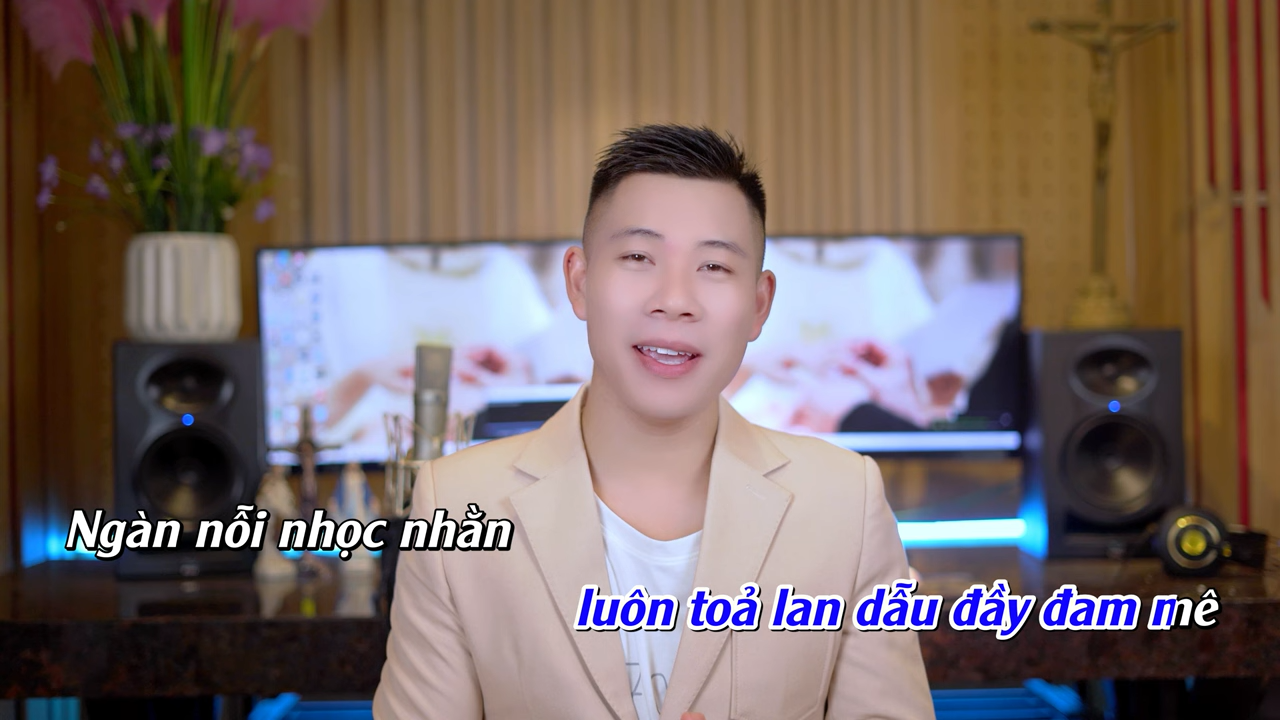 Ngàn nỗi nhọc nhằn
luôn toả lan dẫu đầy đam mê